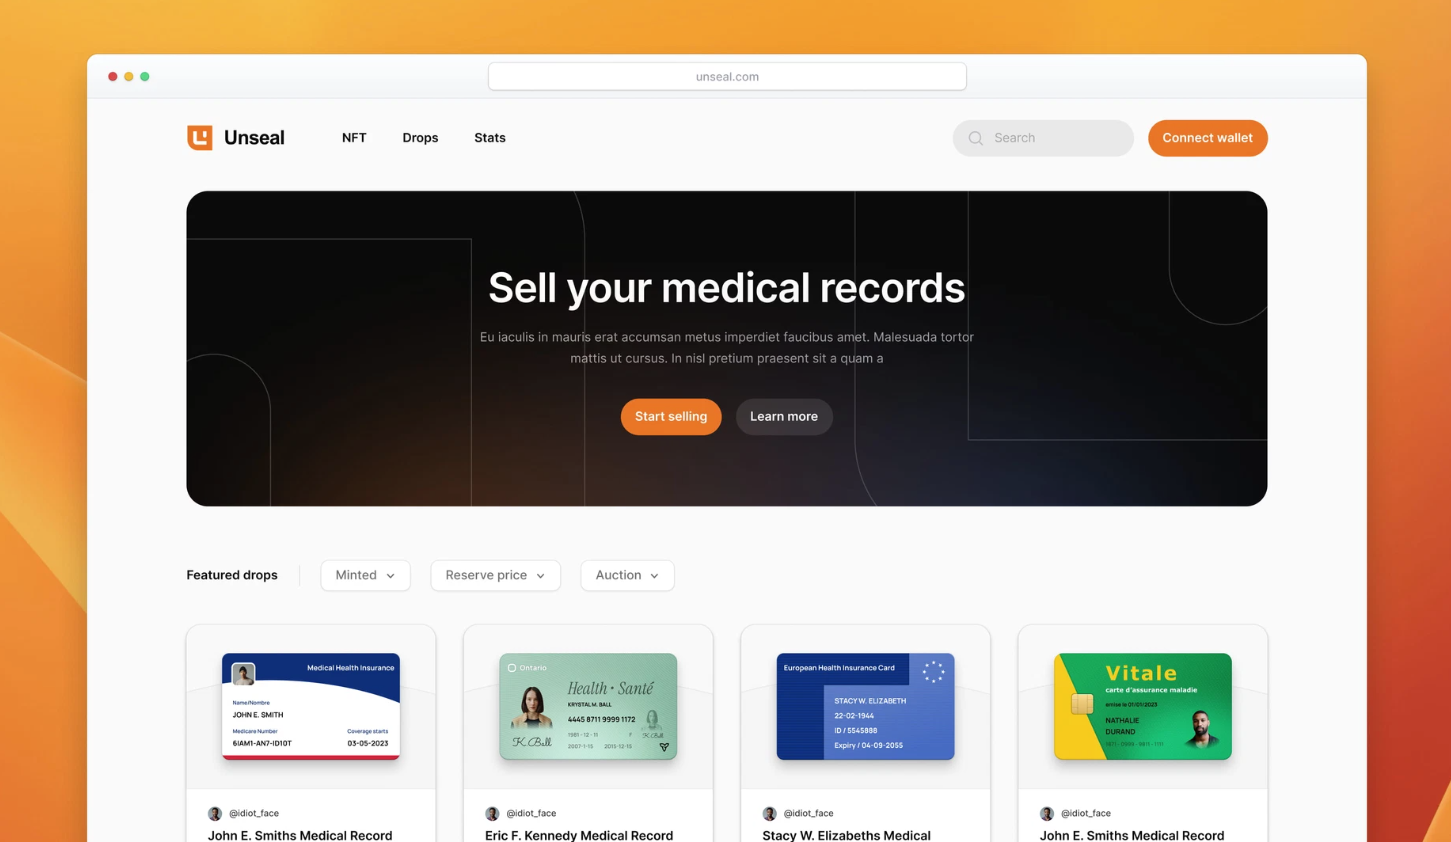 unseal.com
Unseal
NFT
Drops
Stats
Search
Connect wallet
Sell your medical records
Eu iaculis in mauris erat accumsan metus imperdiet faucibus amet. Malesuada tortor
mattis ut cursus. In nisl pretium praesent sit a quam a
Start selling
Learn more
Featured drops
Minted
Reserve price
Auction
Medical Health Insurance
Name/Nombre
JOHN E. SMITH
Medicare Number
Coverage starts
6IAM1-AN7-ID10T
03-05-2023
Ontario
Health • Santé
KRYSTAL M. BALL
4445 8711 9999 1172
1981 - 12 - 11
F
K. Ball
K. Ball
2007-1-15
2015-12-15
European Health Insurance Card
STACY W. ELIZABETH
22-02-1944
ID / 5545888
Expiry / 04-09-2055
Vitale
carte d'assurance maladie
emise le 01/01/2023
NATHALIE
DURAND
@idiot_face
John E. Smiths Medical Record
@idiot_face
Eric F. Kennedy Medical Record
@idiot_face
Stacy W. Elizabeths Medical
@idiot_face
John E. Smiths Medical Record